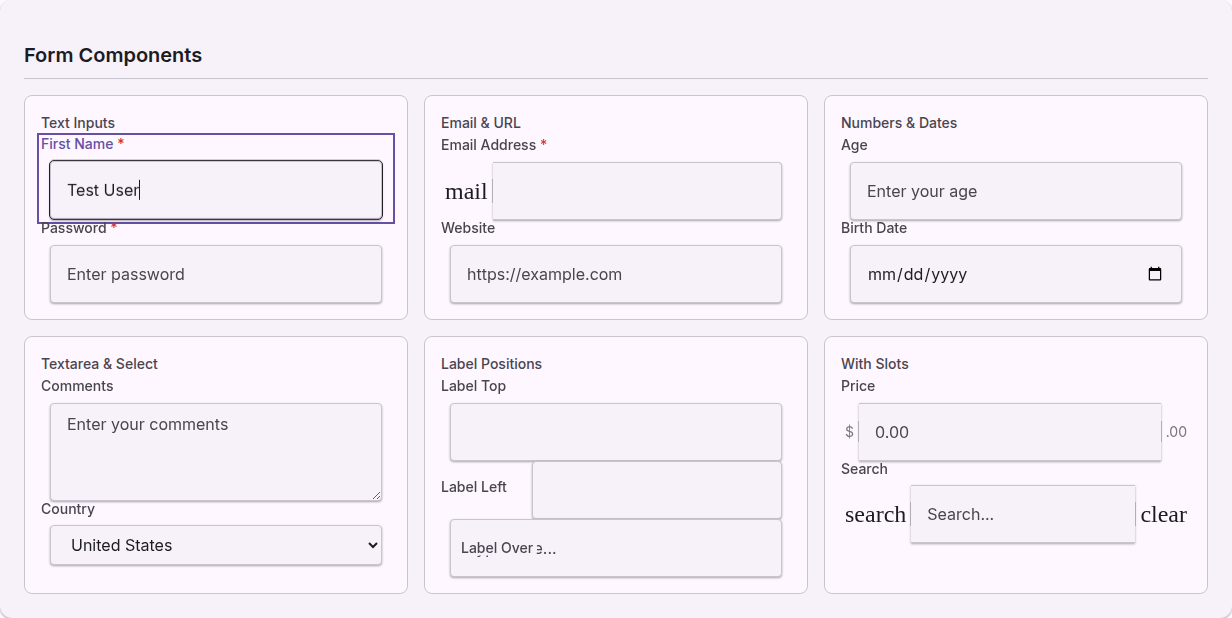 Form Components
Text Inputs
First Name *
Test User
Password *
Enter password
Email & URL
Email Address *
mail
Website
https://example.com
Numbers & Dates
Age
Enter your age
Birth Date
mm/dd/yyyy
Textarea & Select
Comments
Enter your comments
Country
United States
Label Positions
Label Top
Label Left
Label Over
With Slots
Price
$ 0.00 .00
Search
search Search... clear